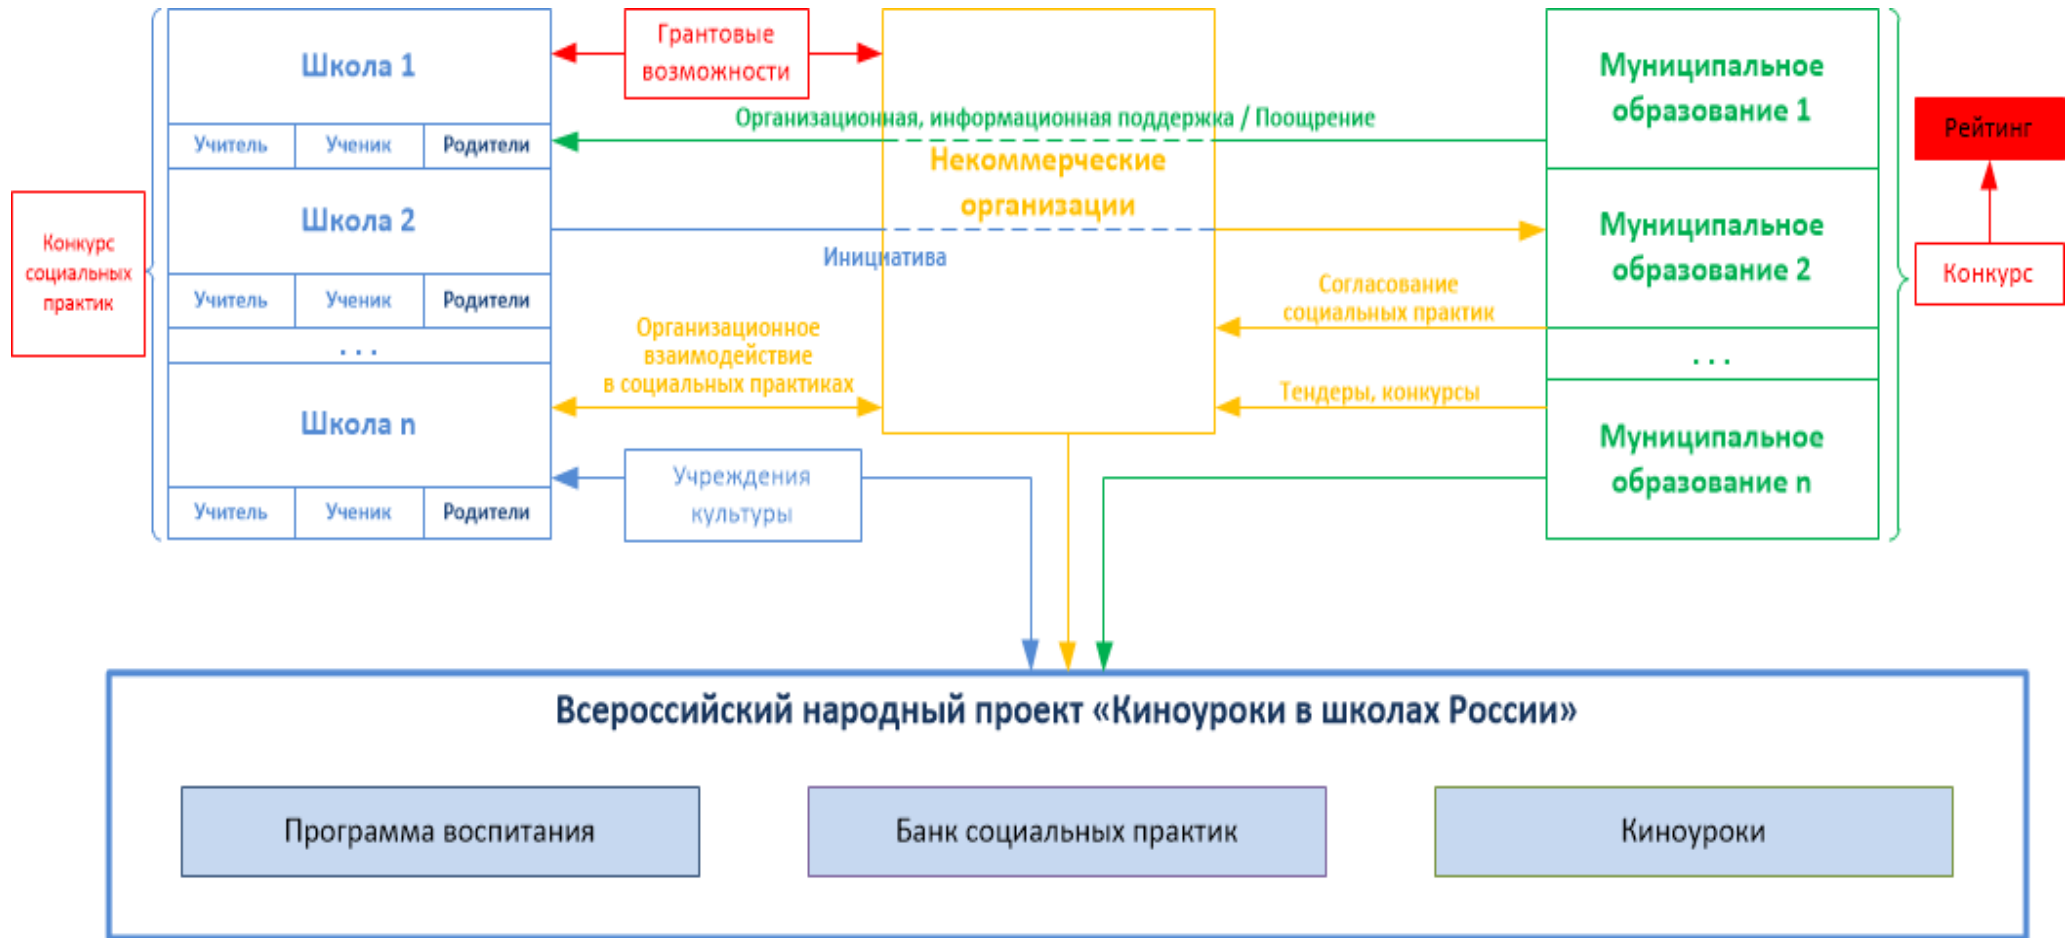 Школа 1
Учитель
Ученик
Родители
Школа 2
Учитель
Ученик
Родители
. . .
Школа n
Учитель
Ученик
Родители
Конкурс
социальных
практик
Грантовые
возможности
Организационная, информационная поддержка / Поощрение
Некоммерческие
организации
Инициатива
Согласование
социальных практик
Организационное
взаимодействие
в социальных практиках
Тендеры, конкурсы
Учреждения
культуры
Муниципальное
образование 1
Муниципальное
образование 2
. . .
Муниципальное
образование n
Рейтинг
Конкурс
Всероссийский народный проект «Киноуроки в школах России»
Программа воспитания
Банк социальных практик
Киноуроки